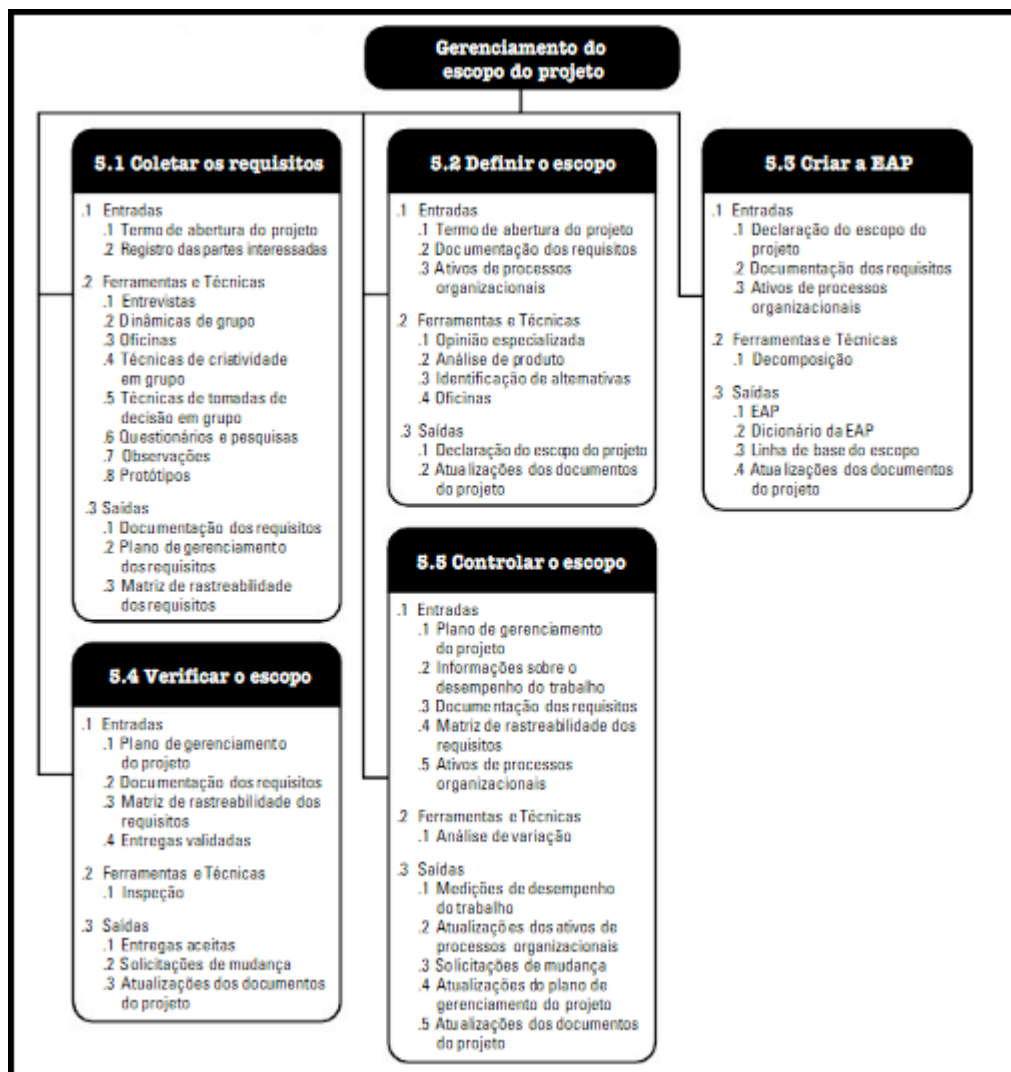 Gerenciamento do
escopo do projeto
5.1 Coletar os requisitos
.1 Entradas
.1 Termo de abertura do projeto
.2 Registro das partes interessadas
.2 Ferramentas e Técnicas
.1 Entrevistas
.2 Dinâmicas de grupo
.3 Oficinas
.4 Técnicas de criatividade
em grupo
.5 Técnicas de tomadas de
decisão em grupo
.6 Questionários e pesquisas
.7 Observações
.8 Protótipos
.3 Saídas
.1 Documentação dos requisitos
.2 Plano de gerenciamento
dos requisitos
.3 Matriz de rastreabilidade
dos requisitos
5.2 Definir o escopo
.1 Entradas
.1 Termo de abertura do projeto
.2 Documentação dos requisitos
.3 Ativos de processos
organizacionais
.2 Ferramentas e Técnicas
.1 Opinião especializada
.2 Análise de produto
.3 Identificação de alternativas
.4 Oficinas
.3 Saídas
.1 Declaração do escopo do projeto
.2 Atualizações dos documentos
do projeto
5.3 Criar a EAP
.1 Entradas
.1 Declaração do escopo do
projeto
.2 Documentação dos requisitos
.3 Ativos de processos
organizacionais
.2 Ferramentas e Técnicas
.1 Decomposição
.3 Saídas
.1 EAP
.2 Dicionário da EAP
.3 Linha de base do escopo
.4 Atualizações dos documentos
do projeto
5.4 Verificar o escopo
.1 Entradas
.1 Plano de gerenciamento
do projeto
.2 Documentação dos requisitos
.3 Matriz de rastreabilidade dos
requisitos
.4 Entregas validadas
.2 Ferramentas e Técnicas
.1 Inspeção
.3 Saídas
.1 Entregas aceitas
.2 Solicitações de mudança
.3 Atualizações dos documentos
do projeto
5.5 Controlar o escopo
.1 Entradas
.1 Plano de gerenciamento
do projeto
.2 Informações sobre o
desempenho do trabalho
.3 Documentação dos requisitos
.4 Matriz de rastreabilidade dos
requisitos
.5 Ativos de processos
organizacionais
.2 Ferramentas e Técnicas
.1 Análise de variação
.3 Saídas
.1 Medições de desempenho
do trabalho
.2 Atualizações dos ativos de
processos organizacionais
.3 Solicitações de mudança
.4 Atualizações do plano de
gerenciamento do projeto
.5 Atualizações dos documentos
do projeto